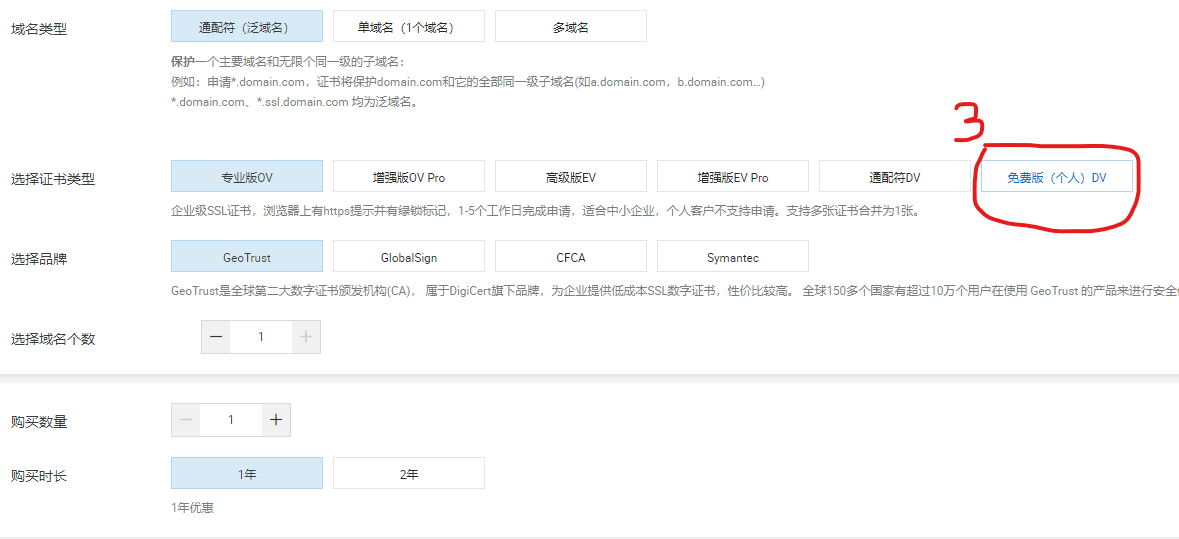 域名类型 通配符（泛域名） 单域名（1个域名） 多域名
保护一个主要域名和无限个同一级的子域名：
例如：申请*.domain.com，证书将保护domain.com和它的全部同一级子域名(如a.domain.com，b.domain.com...)
*.domain.com、*.ssl.domain.com 均为泛域名。
3
选择证书类型 专业版OV 增强版OV Pro 高级版EV 增强版EV Pro 通配符DV 免费版（个人）DV
企业级SSL证书，浏览器上有https提示并有绿锁标记，1-5个工作日完成申请，适合中小企业，个人客户不支持申请。支持多张证书合并为1张。
选择品牌 GeoTrust GlobalSign CFCA Symantec
GeoTrust是全球第二大数字证书颁发机构(CA)， 属于DigiCert旗下品牌，为企业提供低成本SSL数字证书，性价比较高。 全球150多个国家有超过10万个用户在使用 GeoTrust 的产品来进行安全
选择域名个数 － 1 ＋
购买数量 － 1 ＋
购买时长 1年 2年
1年优惠